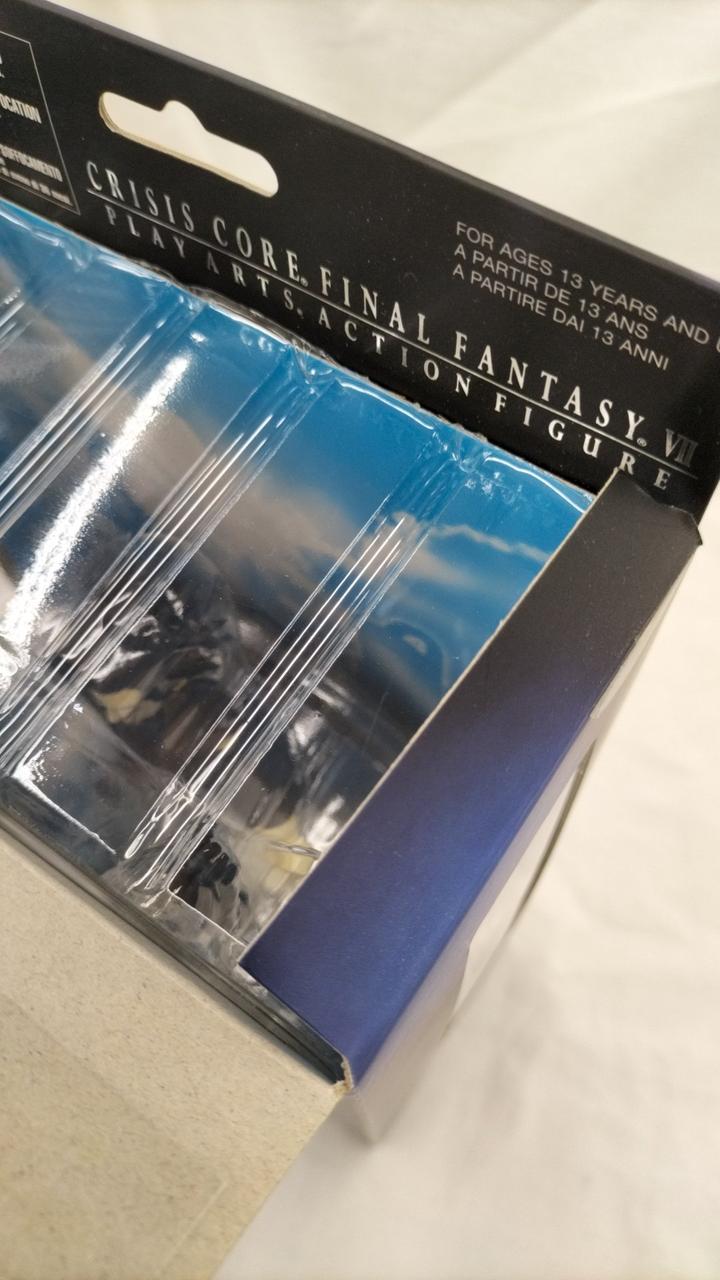 EFFOCAMENTO
CRISIS CORE® FINAL FANTASY® VII
PLAY ARTS® ACTION FIGURE
FOR AGES 13 YEARS AND
A PARTIR DE 13 ANS
A PARTIRE DAI 13 ANNI